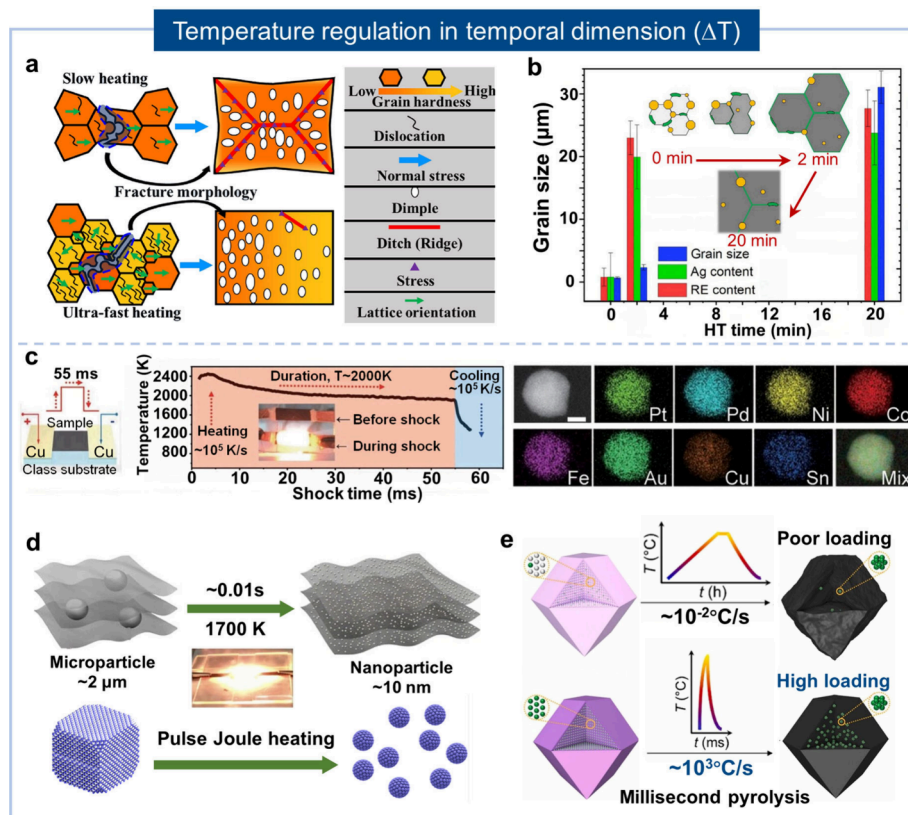 Temperature regulation in temporal dimension (ΔT)
a
Slow heating
Fracture morphology
Ultra-fast heating
Low High
Grain hardness
Dislocation
Normal stress
Dimple
Ditch (Ridge)
Stress
Lattice orientation
b
Grain size (μm)
30
20
10
0
0 min
2 min
20 min
Grain size
Ag content
RE content
0 4 8 12 16 20
HT time (min)
c
55 ms
Sample
+ -
Cu Cu
Class substrate
Temperature (K)
2400
2000
1600
1200
800
Duration, T~2000K
Cooling
~10⁵ K/s
Heating
~10⁵ K/s
Before shock
During shock
0 10 20 30 40 50 60
Shock time (ms)
Pt
Pd
Ni
Co
Fe
Au
Cu
Sn
Mix
d
~0.01s
1700 K
Microparticle
~2 μm
Nanoparticle
~10 nm
Pulse Joule heating
e
T (°C)
t (h)
~10⁻²°C/s
Poor loading
T (°C)
t (ms)
~10³°C/s
High loading
Millisecond pyrolysis